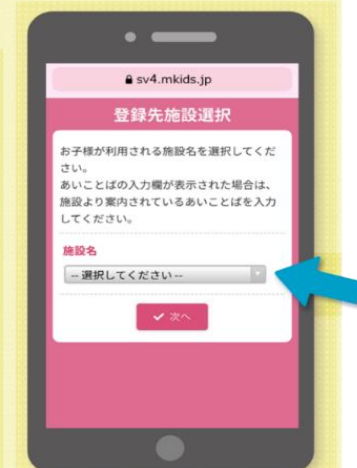 sv4.mkids.jp
登録先施設選択
お子様が利用される施設名を選択してくだ
さい。
あいことばの入力欄が表示された場合は、
施設より案内されているあいことばを入力
してください。
施設名
-- 選択してください --
✔ 次へ